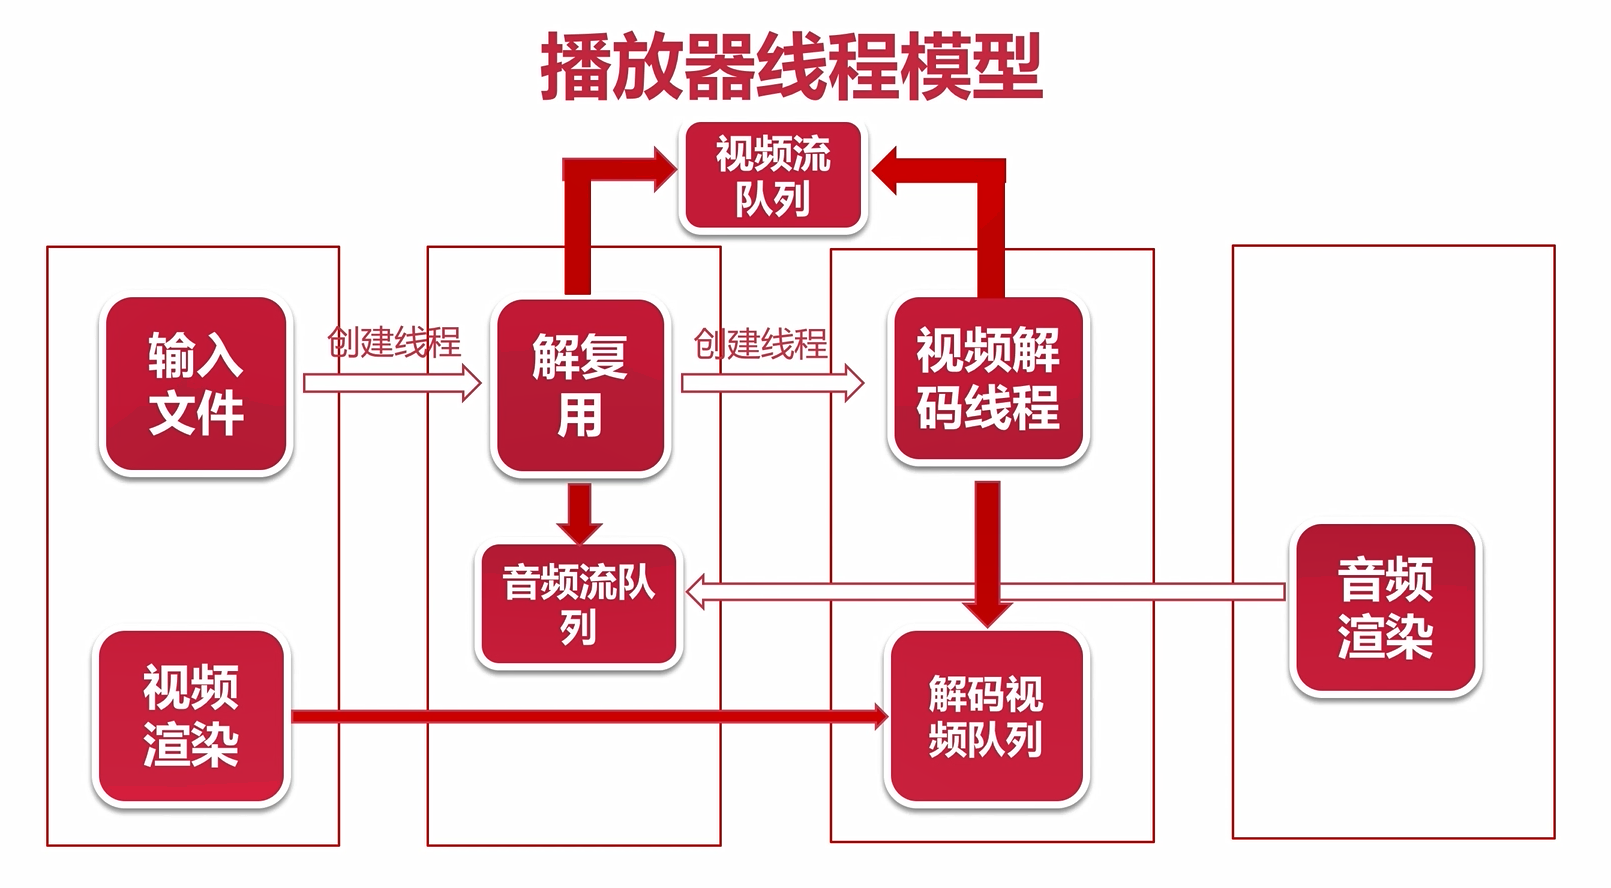 播放器线程模型
视频流
队列
输入
文件
创建线程
解复
用
创建线程
视频解
码线程
音频流队
列
音频
渲染
视频
渲染
解码视
频队列